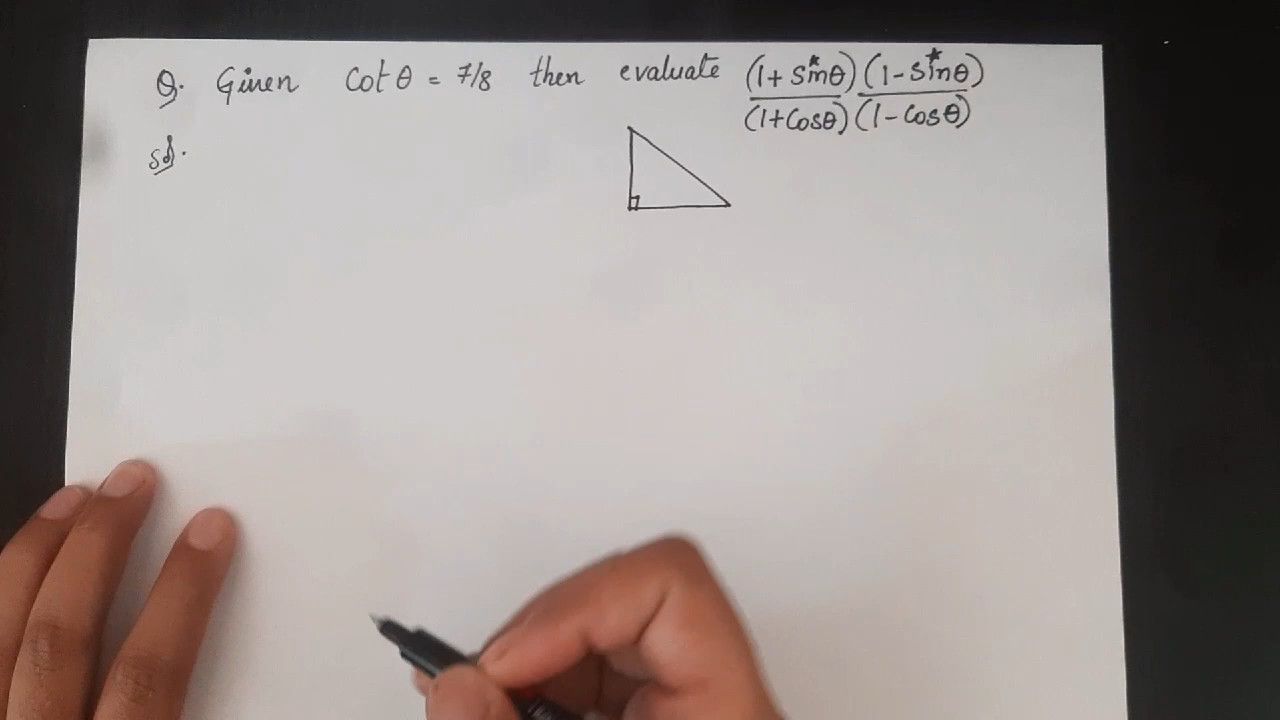 Q. Given Cot θ = 7/8 then evaluate (1+sinθ)(1-sinθ)
(1+cosθ)(1-cosθ)
Sol.